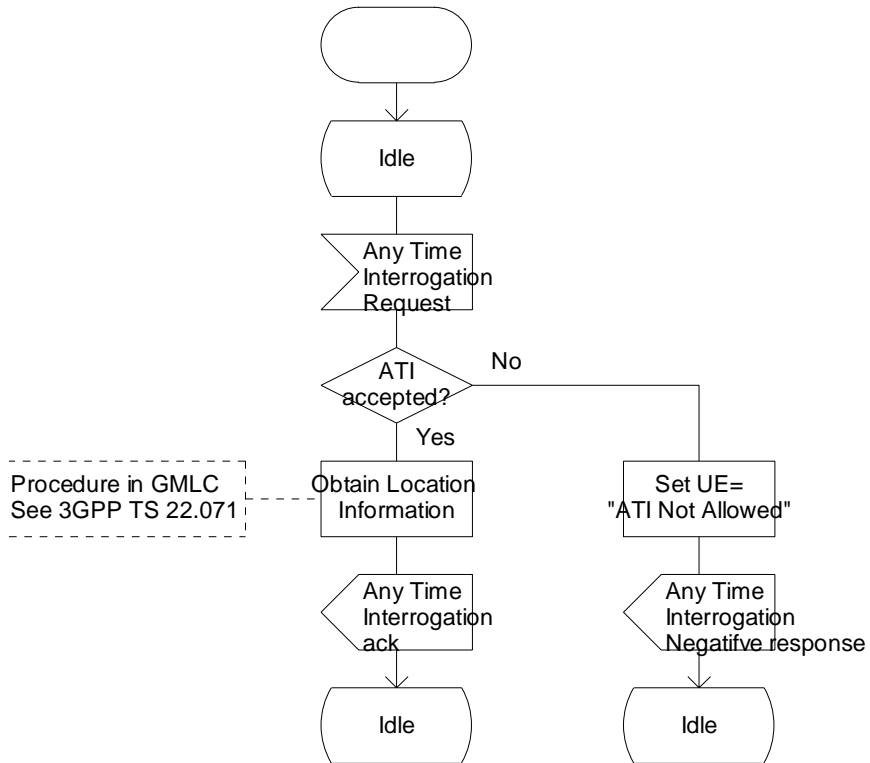 Idle
Any Time
Interrogation
Request
ATI
accepted?
No
Yes
Procedure in GMLC
See 3GPP TS 22.071
Obtain Location
Information
Set UE=
"ATI Not Allowed"
Any Time
Interrogation
ack
Any Time
Interrogation
Negatifve response
Idle
Idle